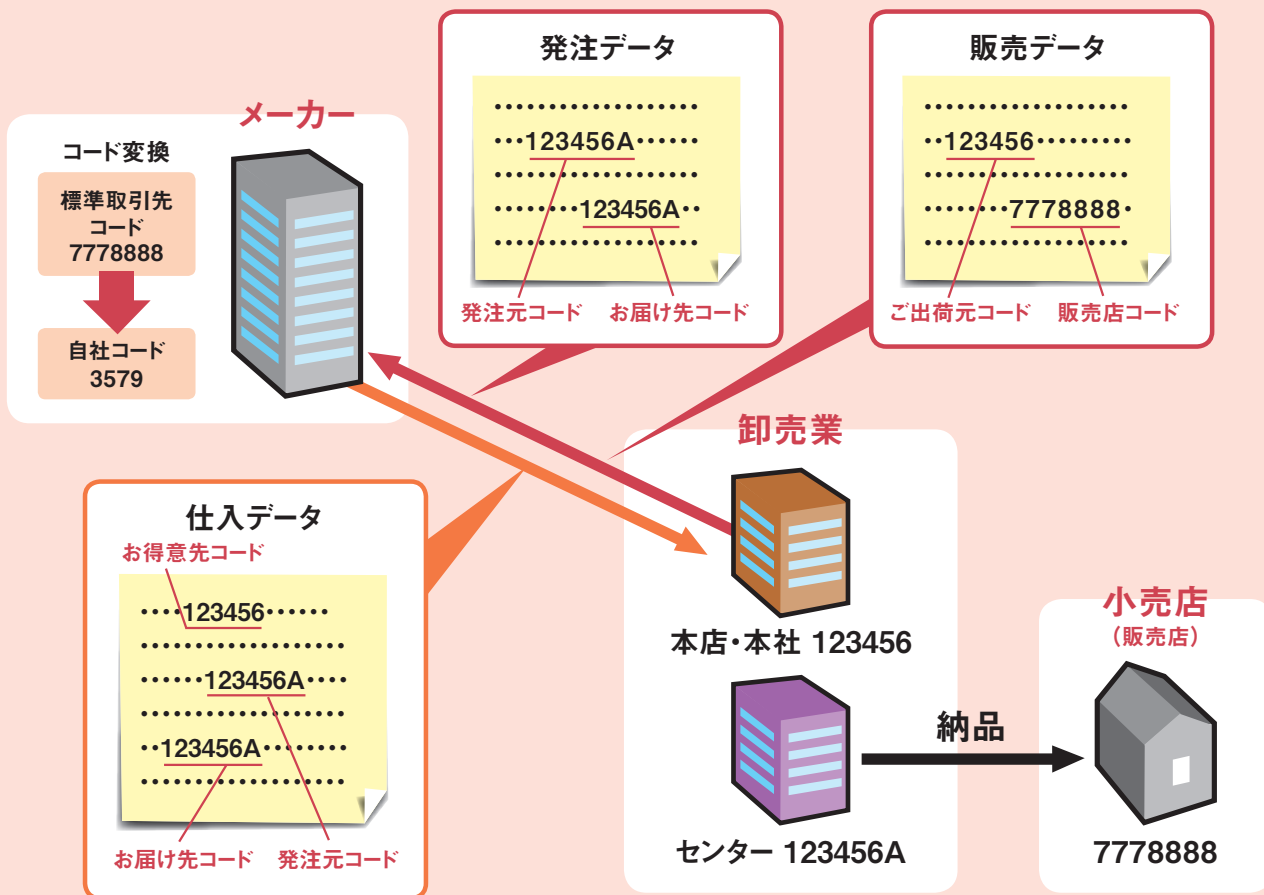 メーカー
コード変換
標準取引先
コード
7778888
自社コード
3579
発注データ
・・・・・・・・・・・・・・・・・・・
・・・123456A・・・・・・
・・・・・・・・・・・・・・・・・・・
・・・・・・・・123456A・・
・・・・・・・・・・・・・・・・・・・
発注元コード
お届け先コード
販売データ
・・・・・・・・・・・・・・・・・・・
・・123456・・・・・・・・・
・・・・・・・・・・・・・・・・・・・
・・・・・・・・7778888・
・・・・・・・・・・・・・・・・・・・
ご出荷元コード
販売店コード
仕入データ
お得意先コード
・・・・123456・・・・・・
・・・・・・・・・・・・・・・・・・・
・・・・・・123456A・・・・
・・・・・・・・・・・・・・・・・・・
・・123456A・・・・・・・・
・・・・・・・・・・・・・・・・・・・
お届け先コード
発注元コード
卸売業
本店・本社 123456
センター 123456A
納品
小売店
(販売店)
7778888